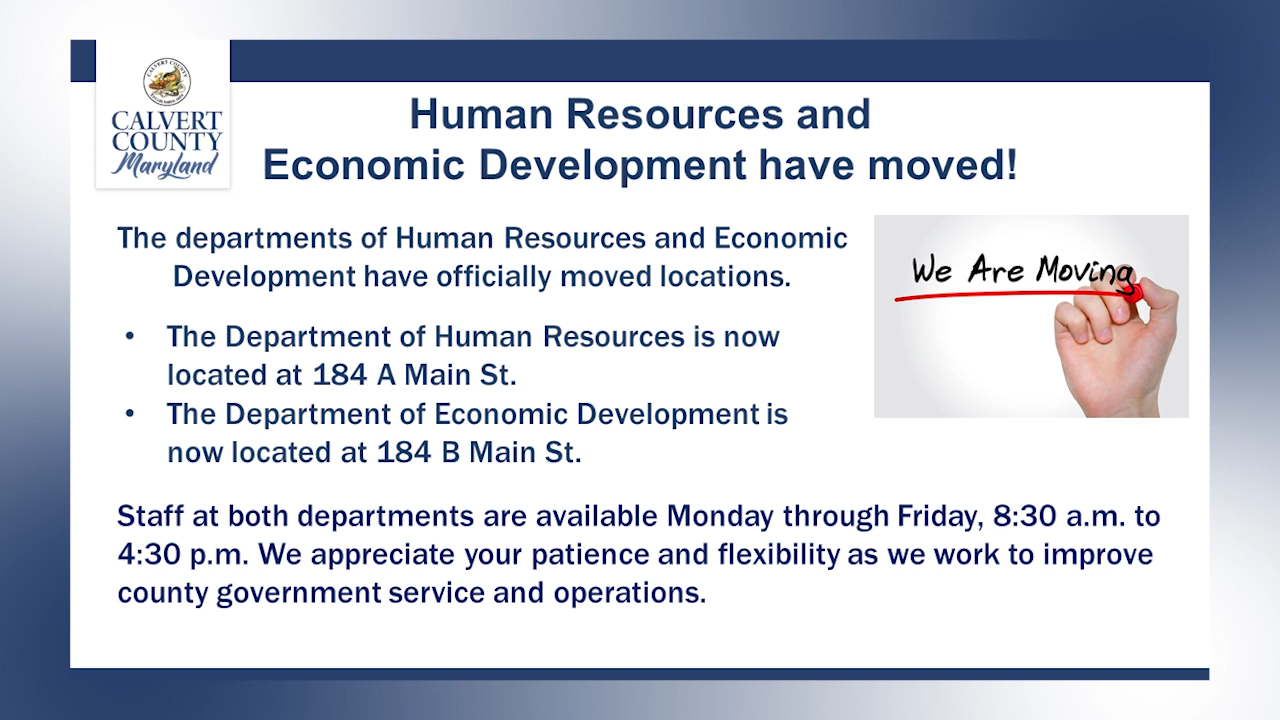 CALVERT COUNTY
CALVERT
COUNTY
Maryland
Human Resources and
Economic Development have moved!
The departments of Human Resources and Economic
Development have officially moved locations.
We Are Moving
• The Department of Human Resources is now
located at 184 A Main St.
• The Department of Economic Development is
now located at 184 B Main St.
Staff at both departments are available Monday through Friday, 8:30 a.m. to
4:30 p.m. We appreciate your patience and flexibility as we work to improve
county government service and operations.